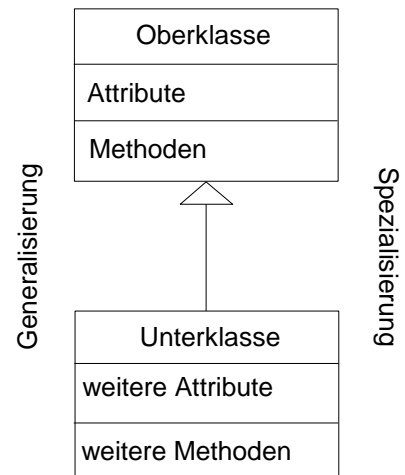 Oberklasse
Attribute
Methoden
Generalisierung
Spezialisierung
Unterklasse
weitere Attribute
weitere Methoden